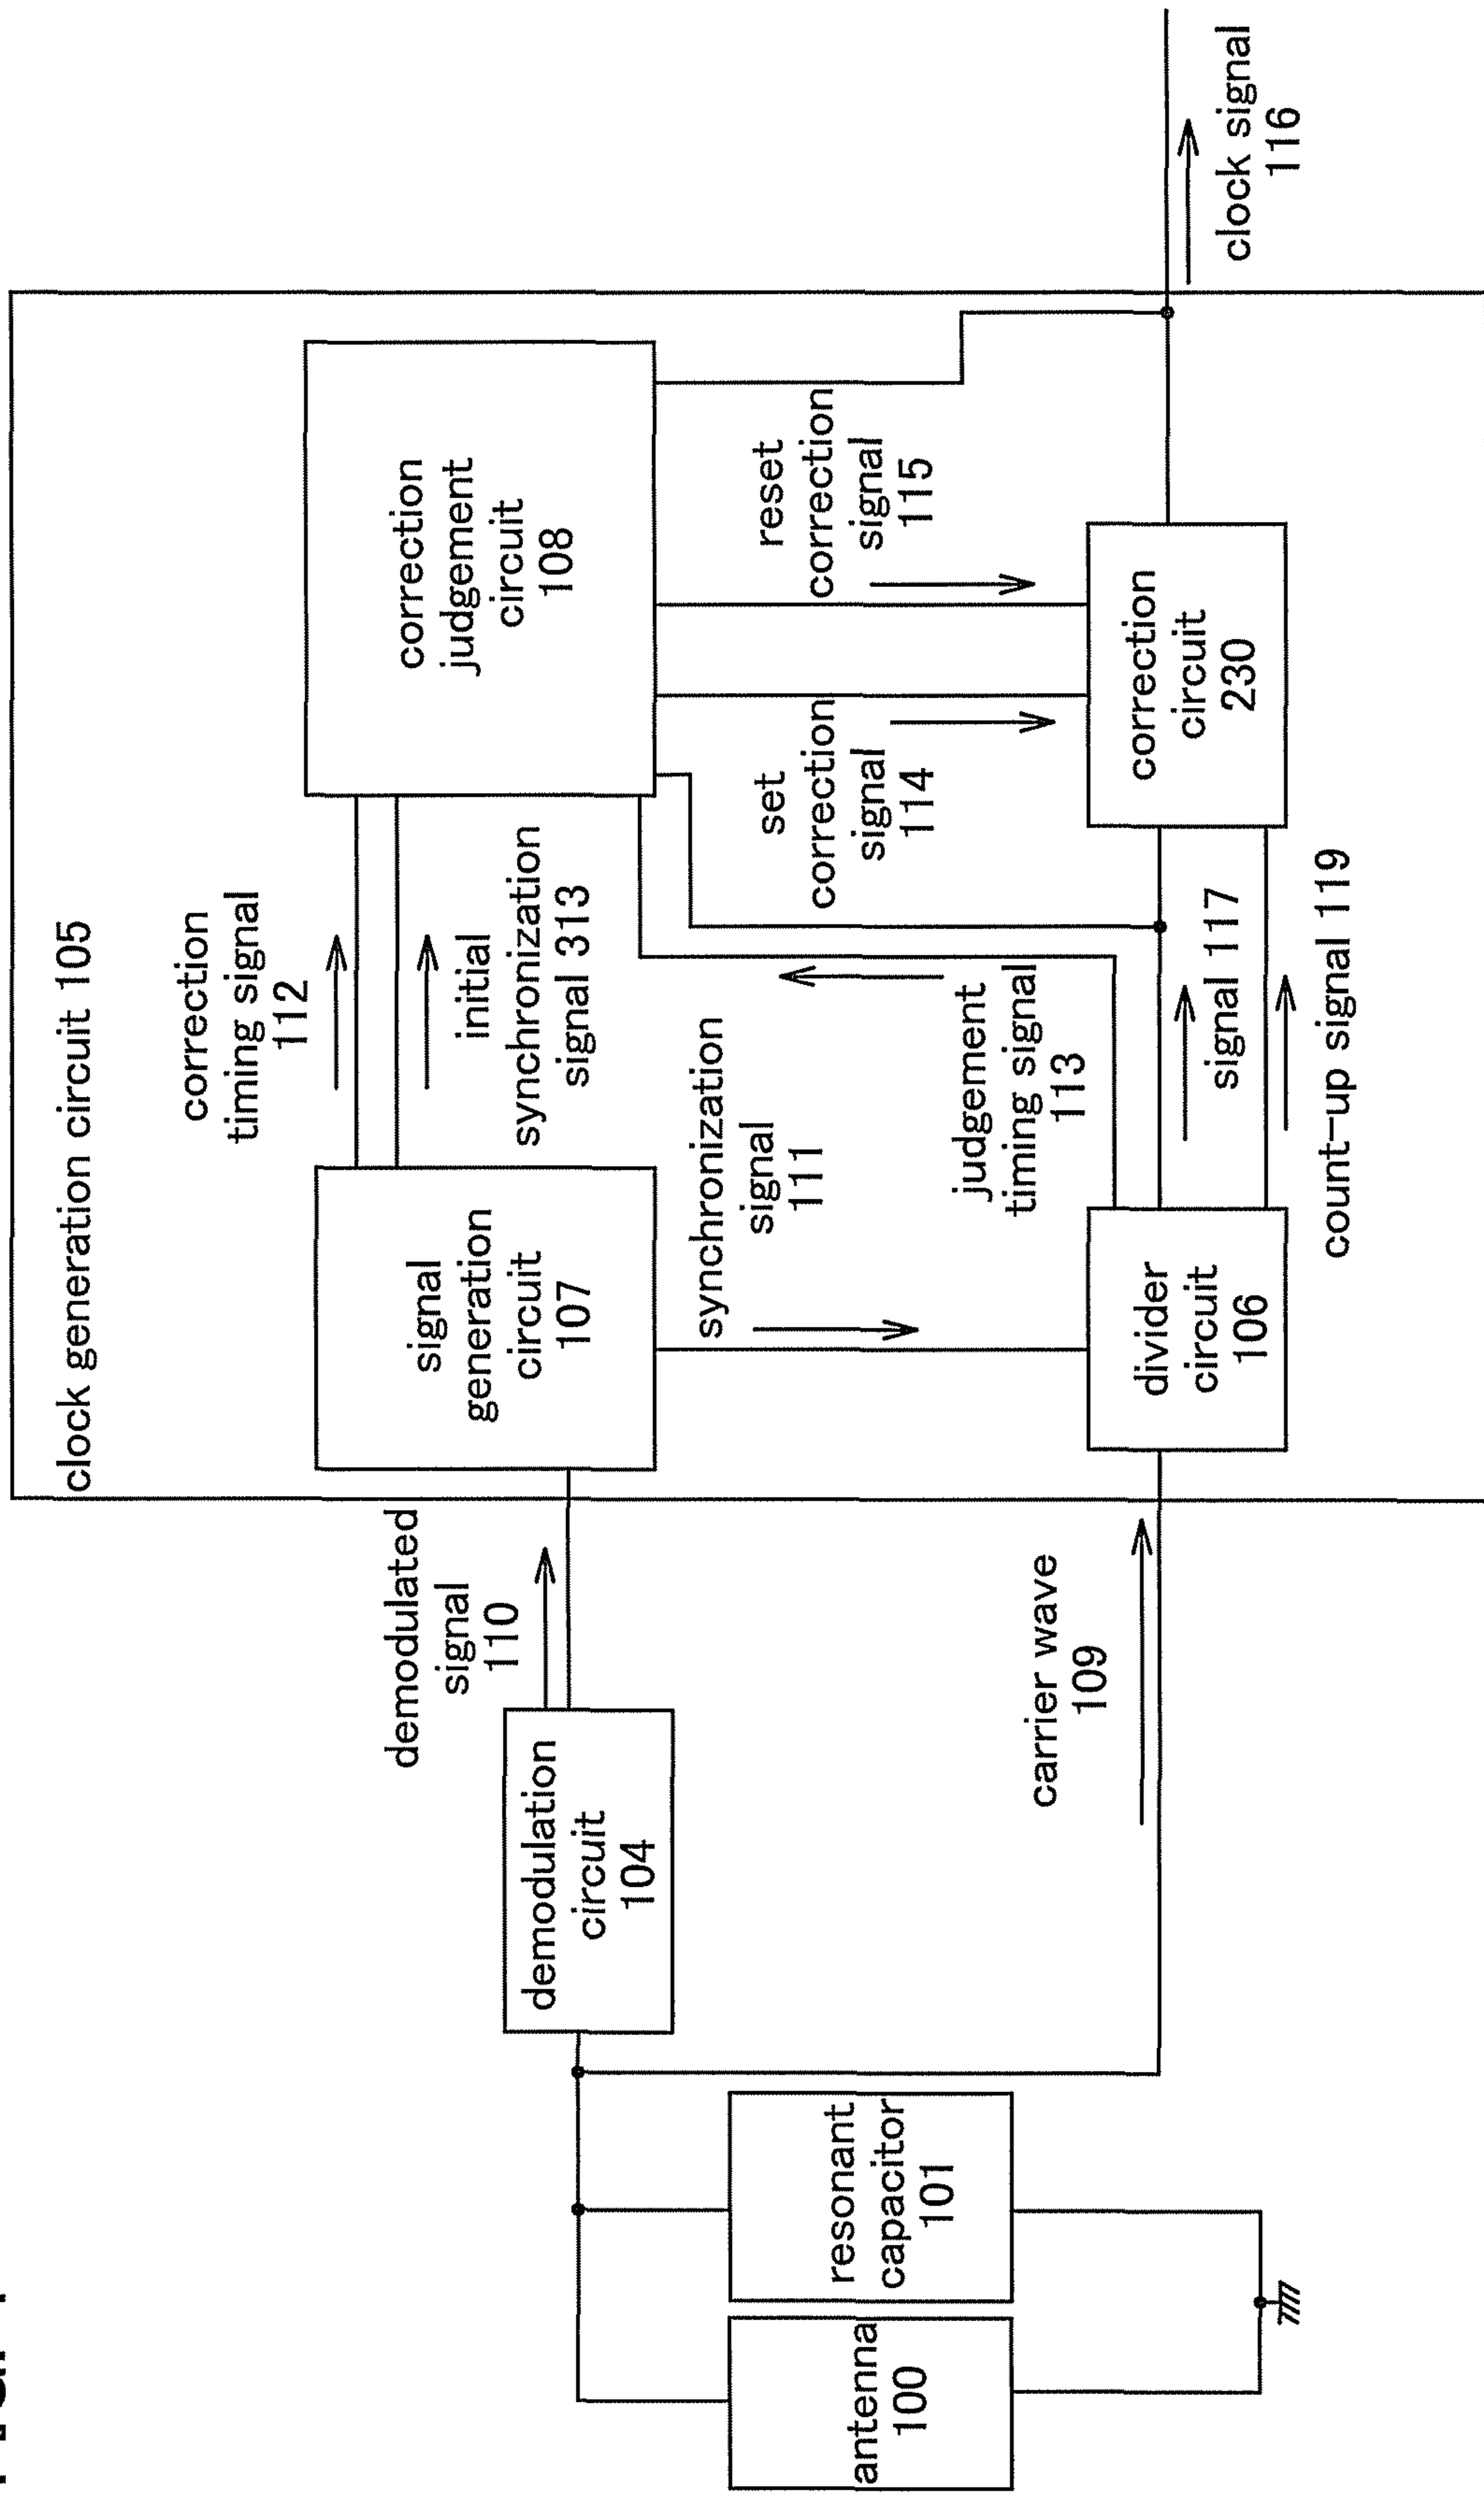 clock generation circuit 105
correction
timing signal
112
initial
synchronization
signal 313
correction
judgement
circuit
108
signal
generation
circuit
107
demodulated
signal
110
demodulation
circuit
104
synchronization
signal
111
judgement
timing signal
113
set
correction
signal
114
reset
correction
signal
115
antenna
100
resonant
capacitor
101
carrier wave
109
divider
circuit
106
signal 117
count-up signal 119
correction
circuit
230
clock signal
116